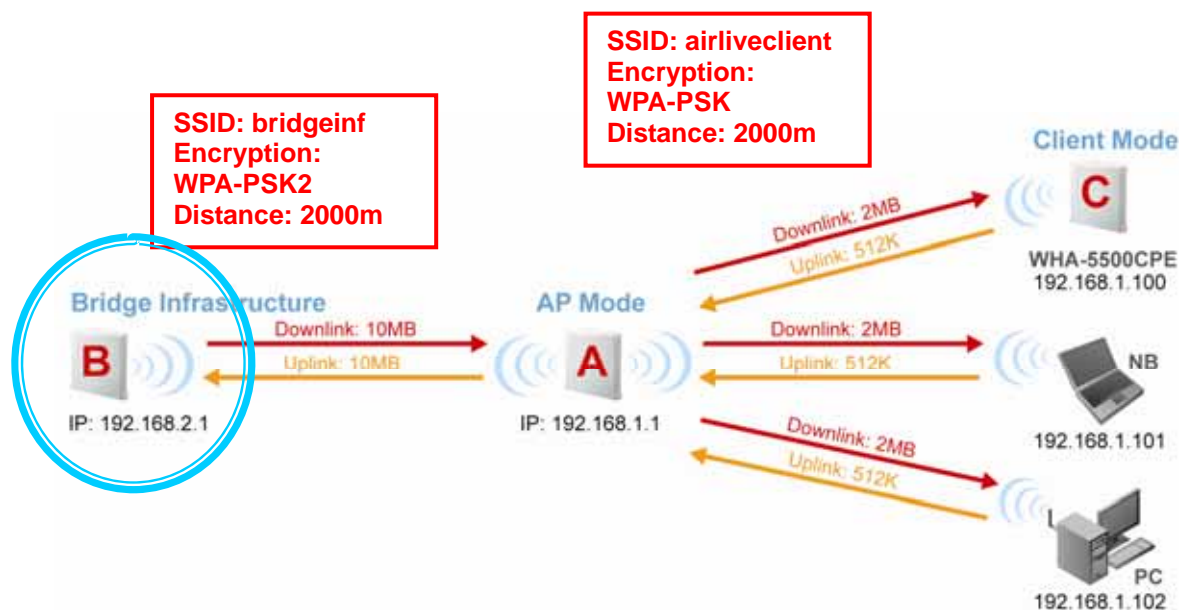 SSID: airliveclient
Encryption:
WPA-PSK
Distance: 2000m
SSID: bridgeinf
Encryption:
WPA-PSK2
Distance: 2000m
Client Mode
C
WHA-5500CPE
192.168.1.100
Downlink: 2MB
Uplink: 512K
Bridge Infrastructure
B
IP: 192.168.2.1
Downlink: 10MB
Uplink: 10MB
AP Mode
A
IP: 192.168.1.1
Downlink: 2MB
Uplink: 512K
NB
192.168.1.101
Downlink: 2MB
Uplink: 512K
PC
192.168.1.102